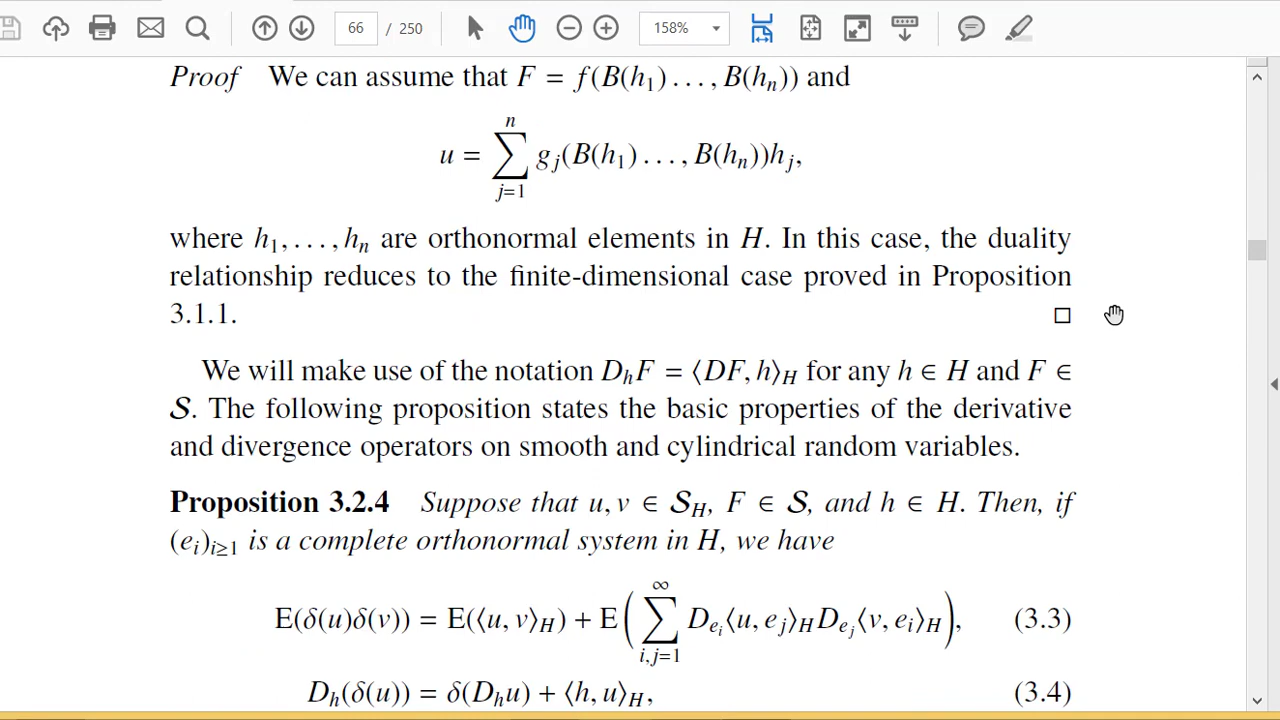 66 / 250 158%
Proof We can assume that F = f(B(h₁) . . . , B(hₙ)) and
n
u = ∑ gⱼ(B(h₁) . . . , B(hₙ))hⱼ,
j=1
where h₁, . . . , hₙ are orthonormal elements in H. In this case, the duality
relationship reduces to the finite-dimensional case proved in Proposition
3.1.1. □
We will make use of the notation DₕF = ⟨DF, h⟩_H for any h ∈ H and F ∈
𝒮. The following proposition states the basic properties of the derivative
and divergence operators on smooth and cylindrical random variables.
Proposition 3.2.4 Suppose that u, v ∈ 𝒮_H, F ∈ 𝒮, and h ∈ H. Then, if
(eᵢ)ᵢ≥₁ is a complete orthonormal system in H, we have
∞
E(δ(u)δ(v)) = E(⟨u, v⟩_H) + E( ∑ D_{eᵢ}⟨u, eⱼ⟩_H D_{eⱼ}⟨v, eᵢ⟩_H ), (3.3)
i,j=1
Dₕ(δ(u)) = δ(Dₕu) + ⟨h, u⟩_H, (3.4)